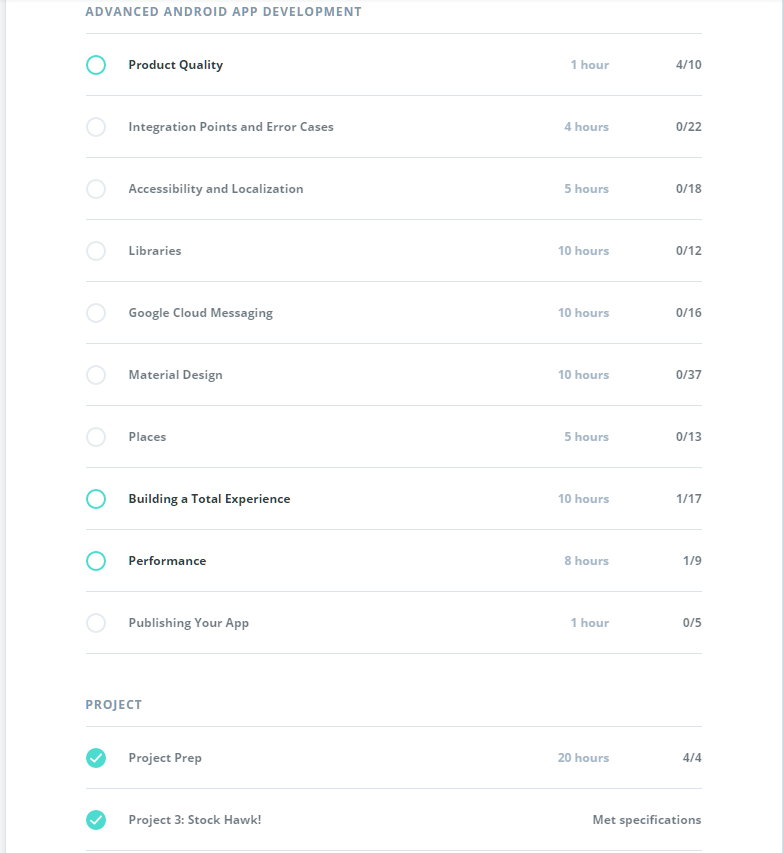 ADVANCED ANDROID APP DEVELOPMENT
Product Quality 1 hour 4/10
Integration Points and Error Cases 4 hours 0/22
Accessibility and Localization 5 hours 0/18
Libraries 10 hours 0/12
Google Cloud Messaging 10 hours 0/16
Material Design 10 hours 0/37
Places 5 hours 0/13
Building a Total Experience 10 hours 1/17
Performance 8 hours 1/9
Publishing Your App 1 hour 0/5
PROJECT
Project Prep 20 hours 4/4
Project 3: Stock Hawk! Met specifications